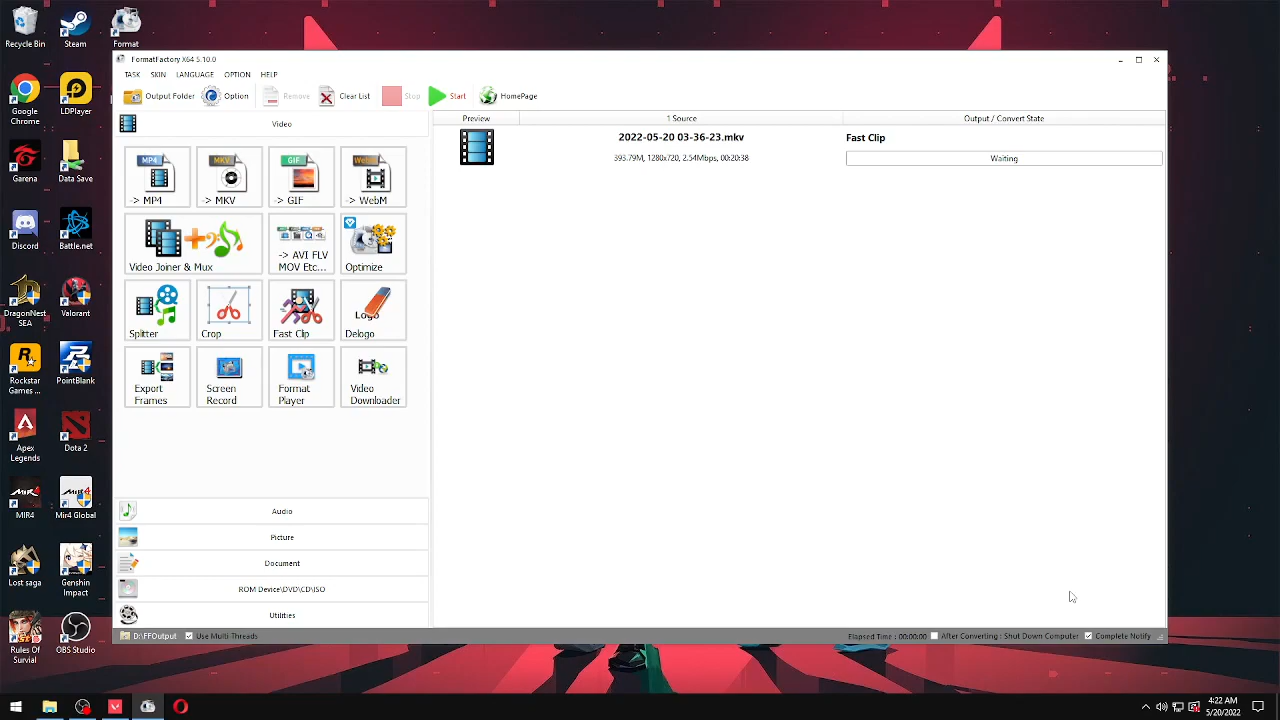 Recycle Bin
Steam
Format
Google Chrome
LDPlayer
Garena
Data Save
Discord
Battle.net
DragonNest SEA
Valorant
Rockstar Games ...
PointBlank
Apex Legends
Dota 2
MIR4
Mir4 Global
Lost saga
Genshin Impact
Rules Of Survial
OBS Studio
FormatFactory X64 5.10.0
TASK SKIN LANGUAGE OPTION HELP
Output Folder Option Remove Clear List Stop Start HomePage
Video
Preview 1 Source Output / Convert State
2022-05-20 03-36-23.mkv Fast Clip
393.79M, 1280x720, 2.54Mbps, 00:20:38 Waiting
MP4 MKV GIF
-> MP4 -> MKV -> GIF -> WebM
Video Joiner & Mux
-> AVI FLV
MOV Etc...
Optimize
Logo
Splitter Crop Fast Clip Delogo
Export Frames
Screen Record
Format Player
Video Downloader
Audio
Picture
Document
ROM Device\DVD\CD\ISO
Utilities
D:\FFOutput Use Multi-Threads Elapsed Time : 00:00:00 After Converting : Shut Down Computer Complete Notify
4:22 AM
5/20/2022